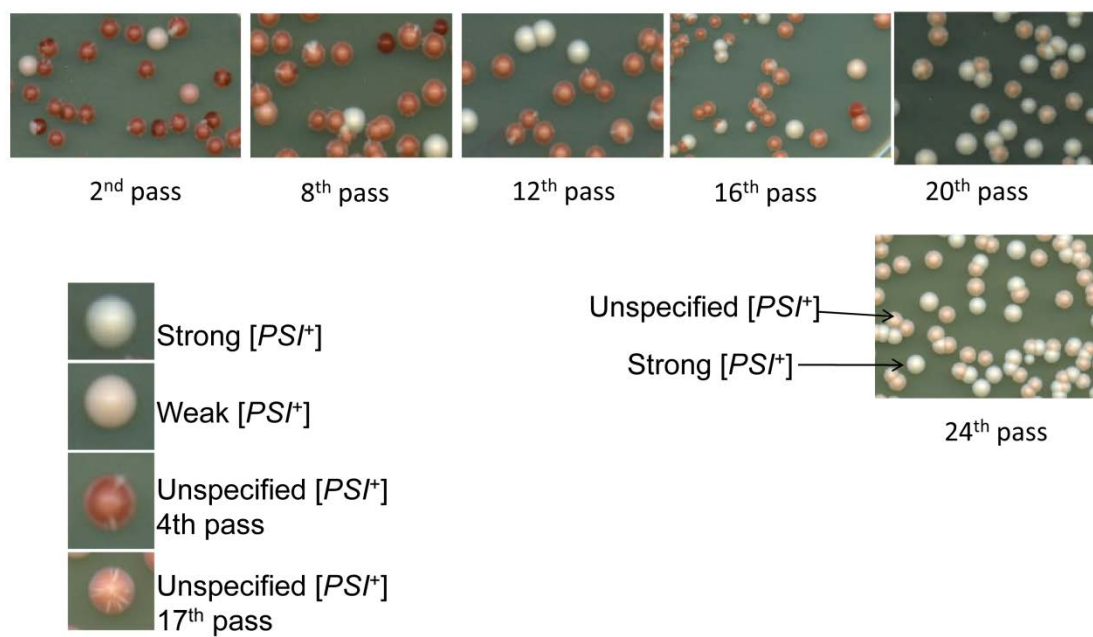 2nd pass
8th pass
12th pass
16th pass
20th pass
Strong [PSI+]
Weak [PSI+]
Unspecified [PSI+]
4th pass
Unspecified [PSI+]
17th pass
Unspecified [PSI+]
Strong [PSI+]
24th pass